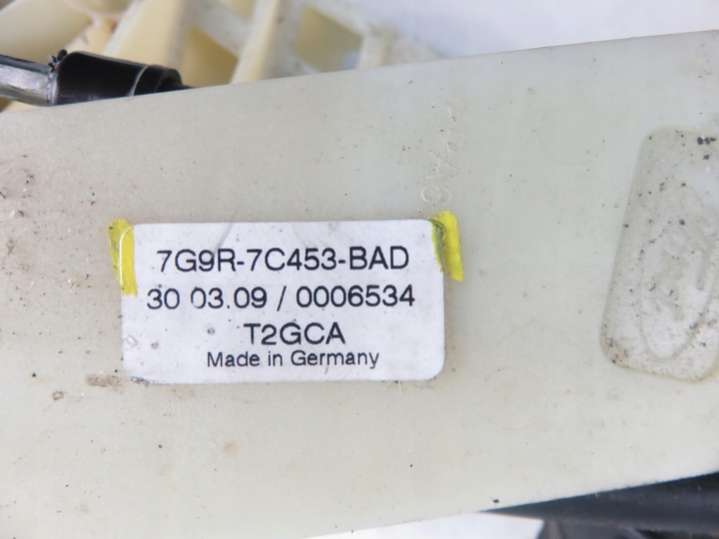 7G9R-7C453-BAD
30 03.09 / 0006534
T2GCA
Made in Germany